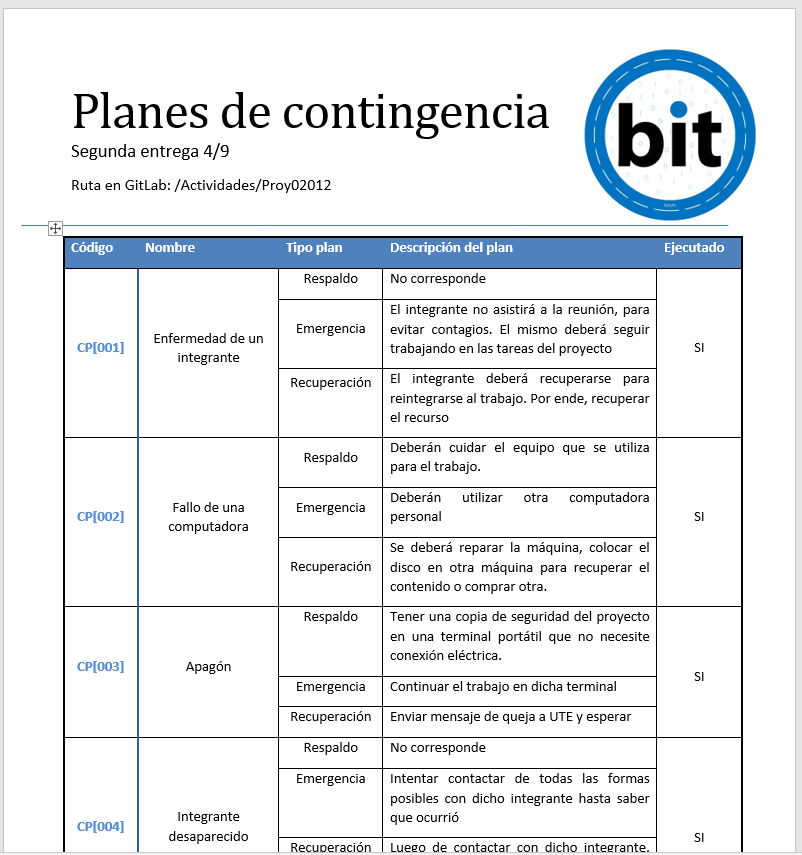 Planes de contingencia
Segunda entrega 4/9
Ruta en GitLab: /Actividades/Proy02012
bit
Código Nombre Tipo plan Descripción del plan Ejecutado
CP[001]
Enfermedad de un
integrante
Respaldo
No corresponde
Emergencia
El integrante no asistirá a la reunión, para
evitar contagios. El mismo deberá seguir
trabajando en las tareas del proyecto
Recuperación
El integrante deberá recuperarse para
reintegrarse al trabajo. Por ende, recuperar
el recurso
SI
CP[002]
Fallo de una
computadora
Respaldo
Deberán cuidar el equipo que se utiliza
para el trabajo.
Emergencia
Deberán utilizar otra computadora
personal
Recuperación
Se deberá reparar la máquina, colocar el
disco en otra máquina para recuperar el
contenido o comprar otra.
SI
CP[003]
Apagón
Respaldo
Tener una copia de seguridad del proyecto
en una terminal portátil que no necesite
conexión eléctrica.
Emergencia
Continuar el trabajo en dicha terminal
Recuperación
Enviar mensaje de queja a UTE y esperar
SI
CP[004]
Integrante
desaparecido
Respaldo
No corresponde
Emergencia
Intentar contactar de todas las formas
posibles con dicho integrante hasta saber
que ocurrió
Recuperación
Luego de contactar con dicho integrante,
SI